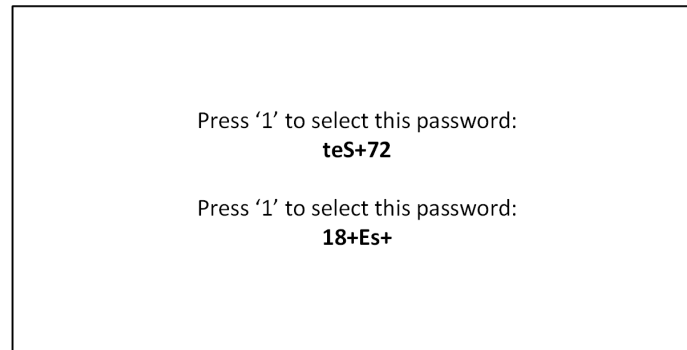 Press ‘1’ to select this password:
teS+72
Press ‘1’ to select this password:
18+Es+